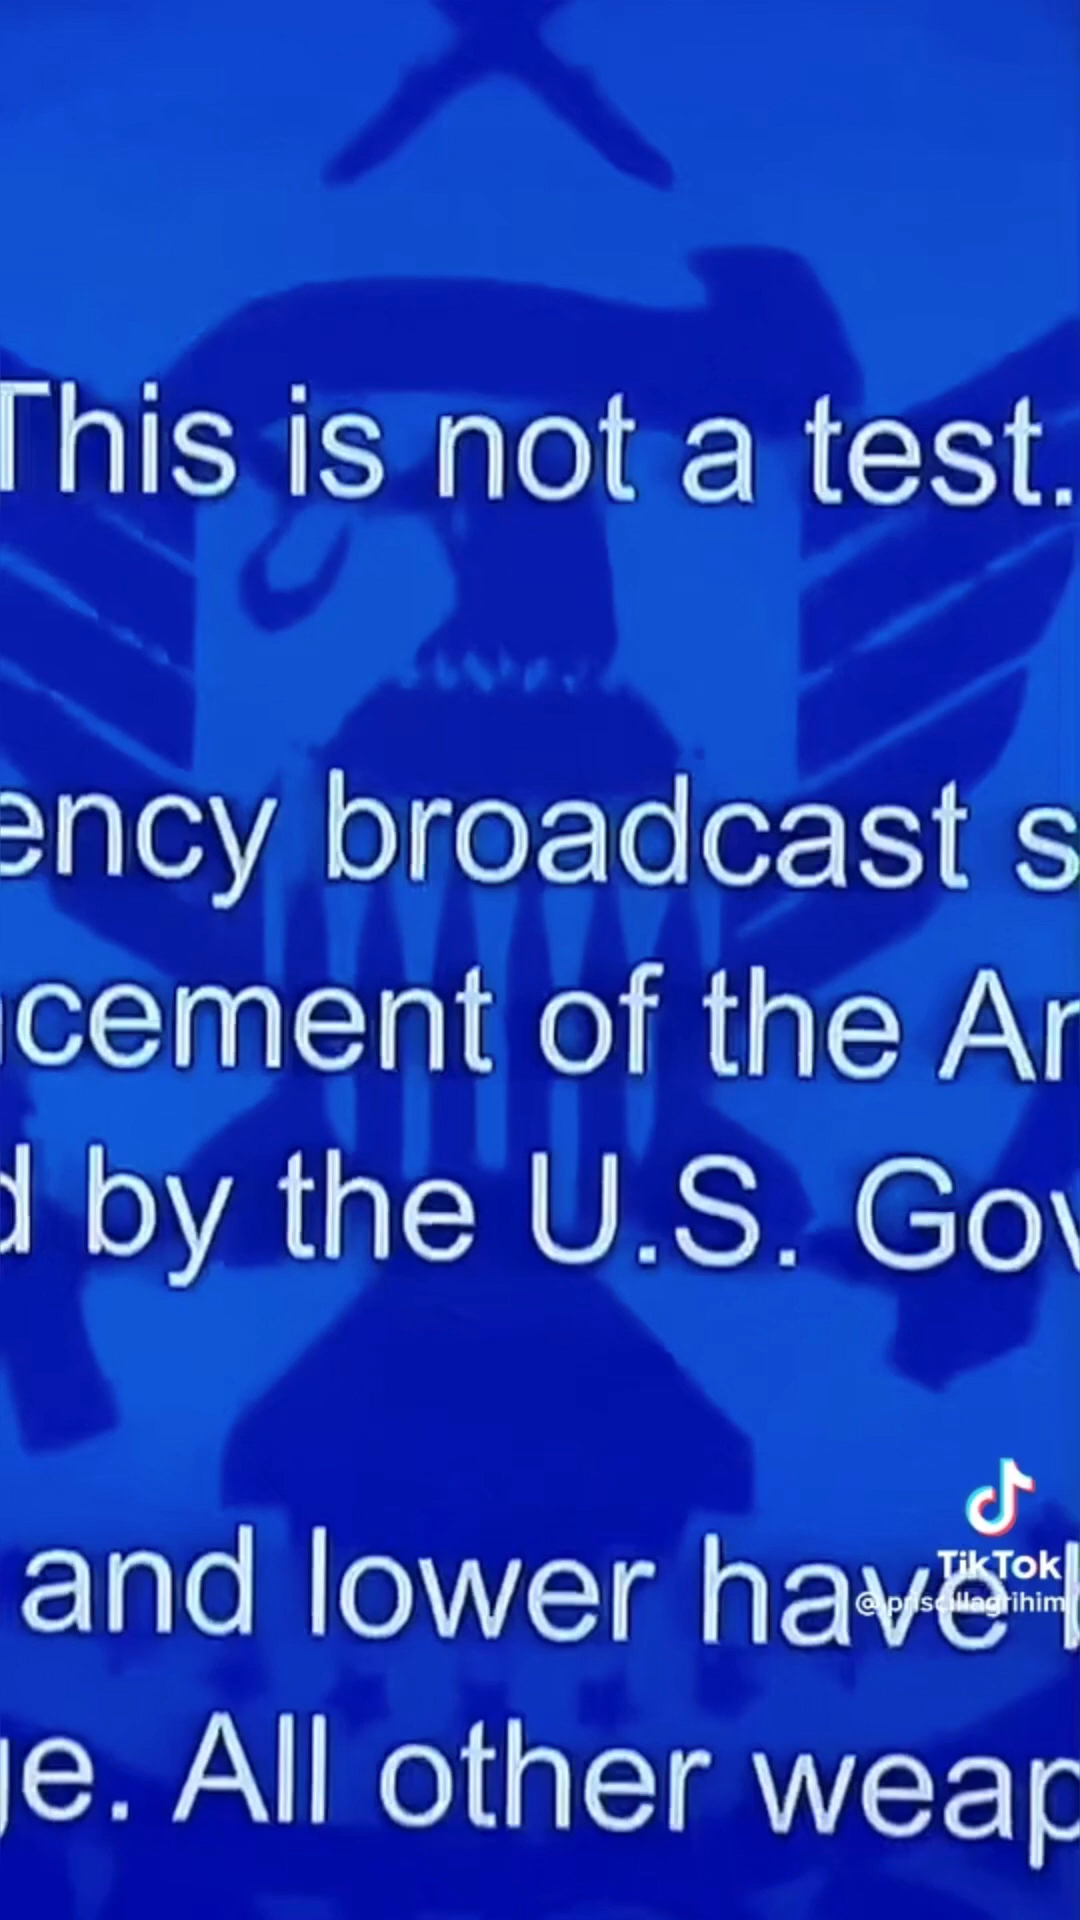 This is not a test.
ency broadcast s
cement of the
d by the U.S. Gov
and lower have
e. All other weap
TikTok
@priscillagrihim